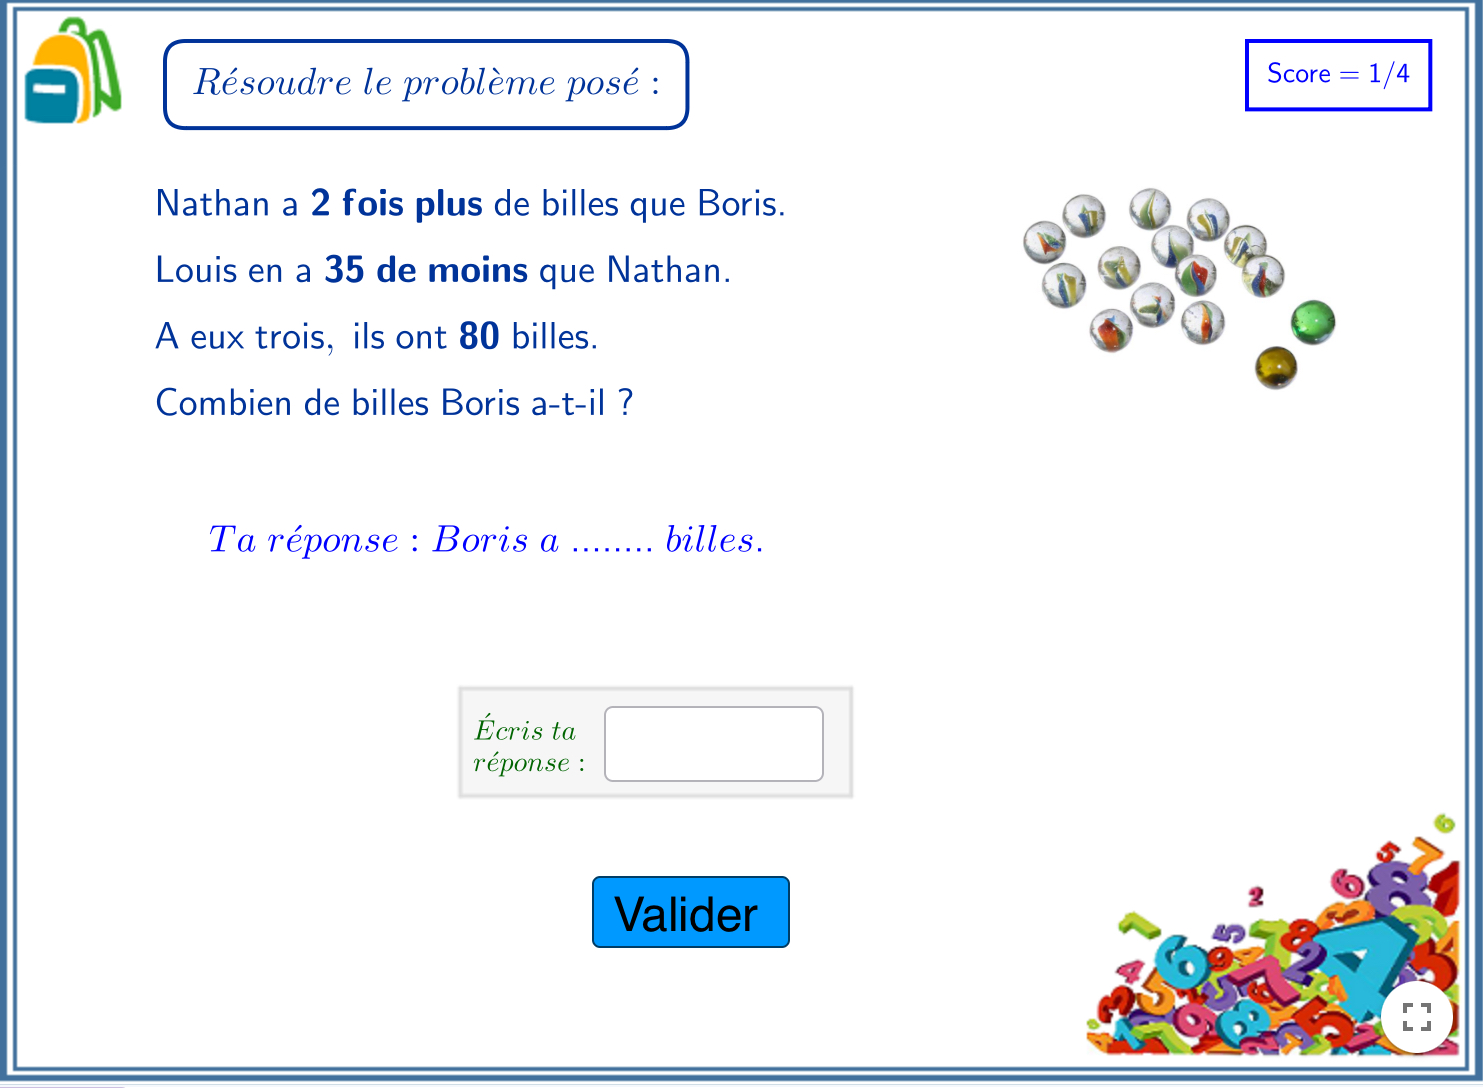 Résoudre le problème posé :
Score = 1/4
Nathan a 2 fois plus de billes que Boris.
Louis en a 35 de moins que Nathan.
A eux trois, ils ont 80 billes.
Combien de billes Boris a-t-il ?
Ta réponse : Boris a ........ billes.
Écris ta
réponse :
Valider